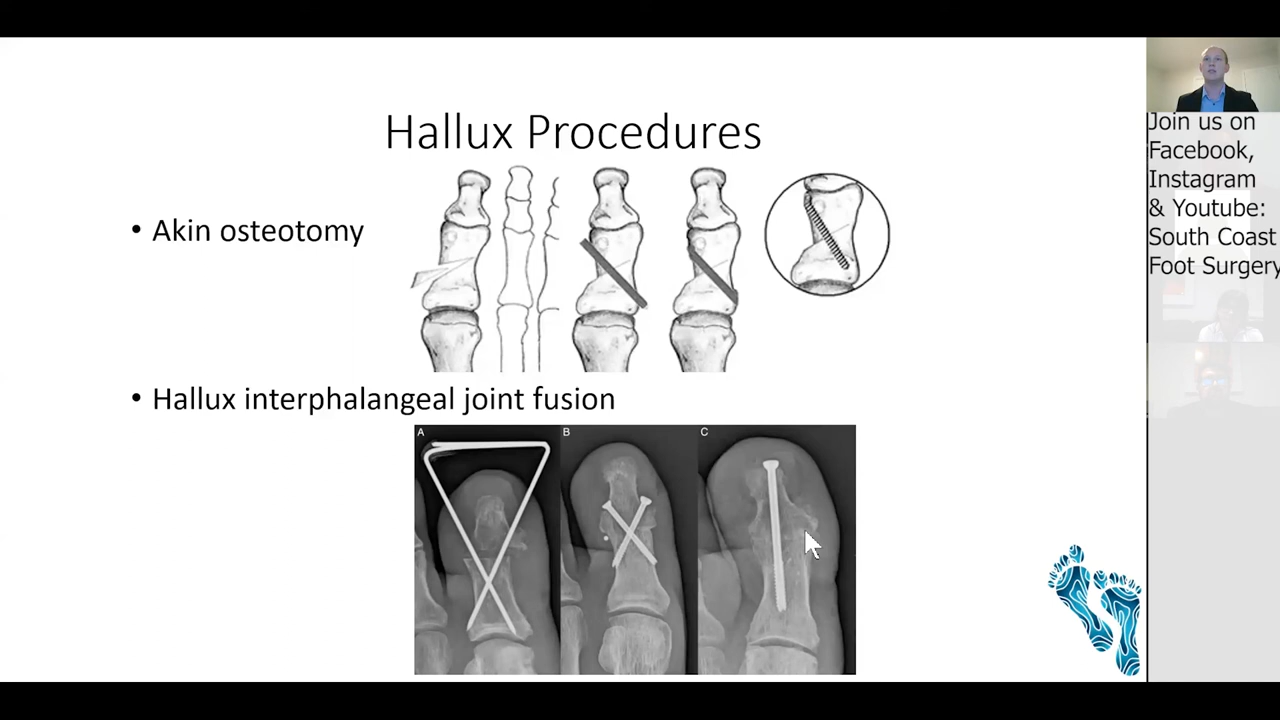 Hallux Procedures
• Akin osteotomy
• Hallux interphalangeal joint fusion
A
B
C
Join us on
Facebook,
Instagram
& Youtube:
South Coast
Foot Surgery